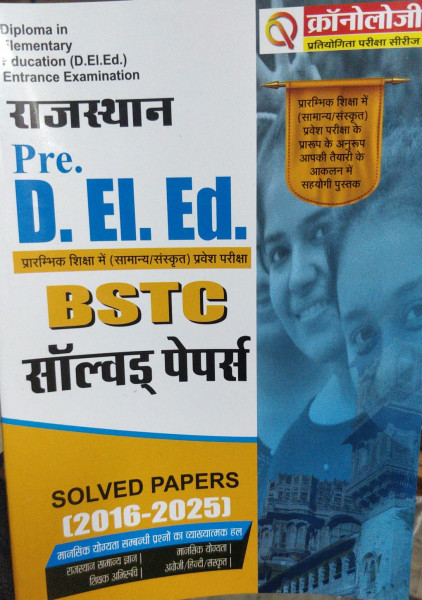 Diploma in
Elementary
Education (D.El.Ed.)
Entrance Examination
राजस्थान
Pre.
D. El. Ed.
प्रारम्भिक शिक्षा में (सामान्य/संस्कृत) प्रवेश परीक्षा
BSTC
सॉल्वड् पेपर्स
SOLVED PAPERS
(2016-2025)
मानसिक योग्यता सम्बन्धी प्रश्नों का व्याख्यात्मक हल
राजस्थान सामान्य ज्ञान
शिक्षक अभिरुचि
मानसिक योग्यता
अंग्रेजी/हिन्दी/संस्कृत
क्रॉनोलोजी
प्रतियोगिता परीक्षा सीरीज
प्रारम्भिक शिक्षा में
(सामान्य/संस्कृत)
प्रवेश परीक्षा के
प्रारूप के अनुरूप
आपकी तैयारी के
आकलन में
सहयोगी पुस्तक